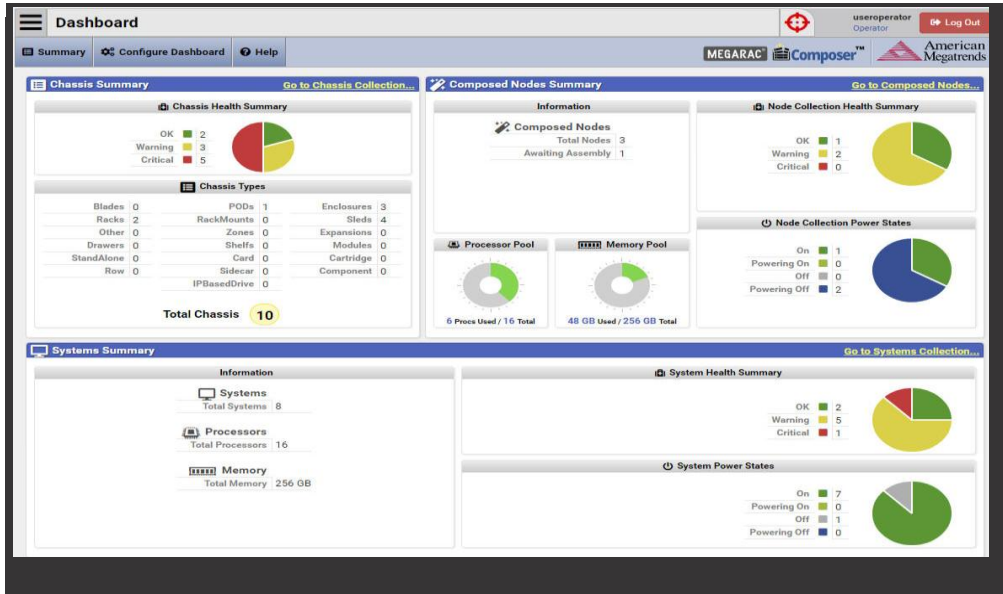 Dashboard
useroperator
Operator
Log Out
Summary Configure Dashboard Help
MEGARAC® Composer™ American Megatrends
Chassis Summary Go to Chassis Collection...
Chassis Health Summary
OK 2
Warning 3
Critical 5
Chassis Types
Blades 0 PODs 1 Enclosures 3
Racks 2 RackMounts 0 Sleds 4
Other 0 Zones 0 Expansions 0
Drawers 0 Shelfs 0 Modules 0
StandAlone 0 Card 0 Cartridge 0
Row 0 Sidecar 0 Component 0
IPBasedDrive 0
Total Chassis 10
Composed Nodes Summary Go to Composed Nodes...
Information
Composed Nodes
Total Nodes 3
Awaiting Assembly 1
Processor Pool
6 Procs Used / 16 Total
Memory Pool
48 GB Used / 256 GB Total
Node Collection Health Summary
OK 1
Warning 2
Critical 0
Node Collection Power States
On 1
Powering On 0
Off 0
Powering Off 2
Systems Summary Go to Systems Collection...
Information
Systems
Total Systems 8
Processors
Total Processors 16
Memory
Total Memory 256 GB
System Health Summary
OK 2
Warning 5
Critical 1
System Power States
On 7
Powering On 0
Off 1
Powering Off 0